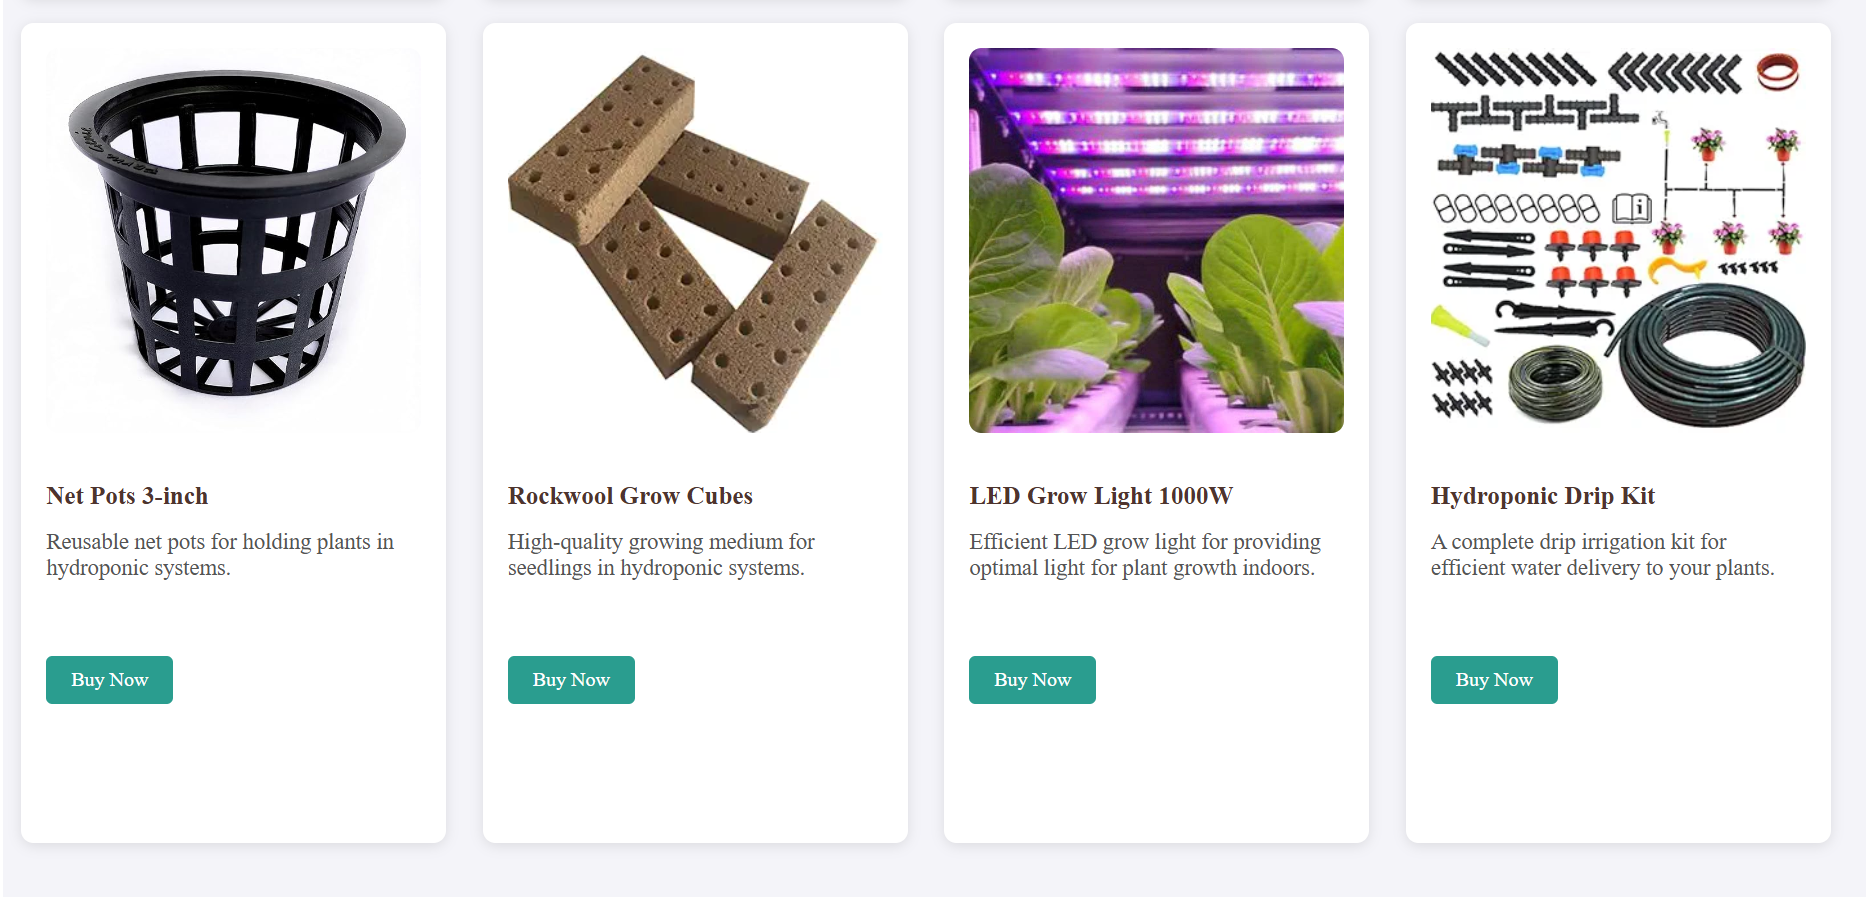 Net Pots 3-inch
Reusable net pots for holding plants in
hydroponic systems.
Buy Now
Rockwool Grow Cubes
High-quality growing medium for
seedlings in hydroponic systems.
Buy Now
LED Grow Light 1000W
Efficient LED grow light for providing
optimal light for plant growth indoors.
Buy Now
Hydroponic Drip Kit
A complete drip irrigation kit for
efficient water delivery to your plants.
Buy Now